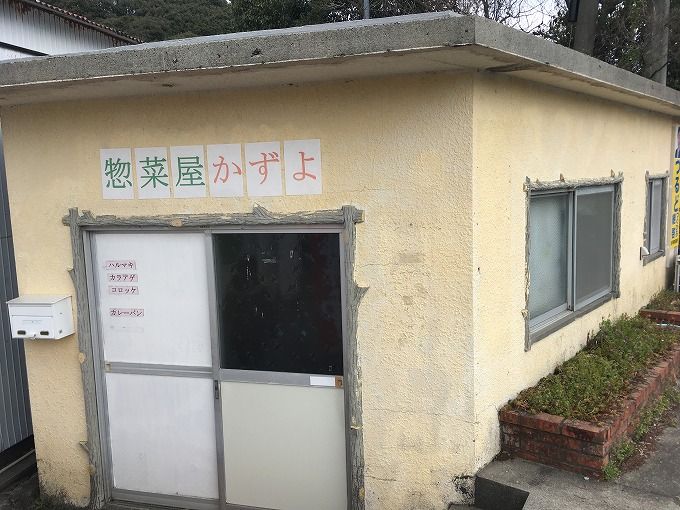 惣菜屋かずよ
ハルマキ
カラアゲ
コロッケ
カレーパン